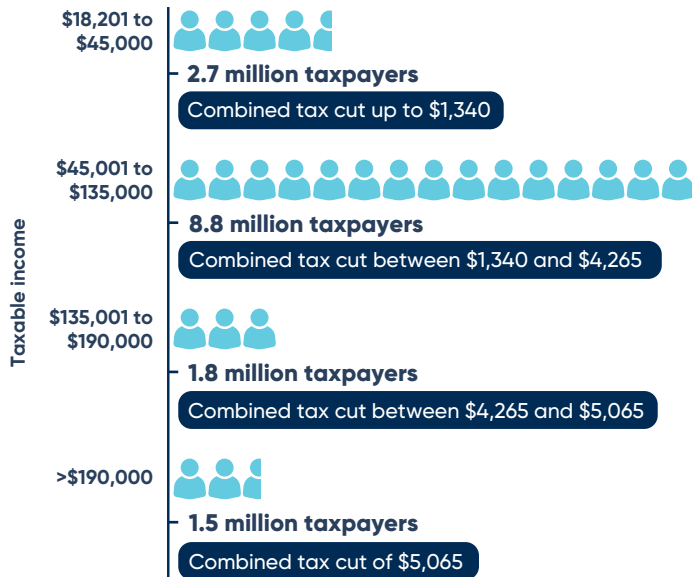 Taxable income
$18,201 to
$45,000
2.7 million taxpayers
Combined tax cut up to $1,340
$45,001 to
$135,000
8.8 million taxpayers
Combined tax cut between $1,340 and $4,265
$135,001 to
$190,000
1.8 million taxpayers
Combined tax cut between $4,265 and $5,065
>$190,000
1.5 million taxpayers
Combined tax cut of $5,065